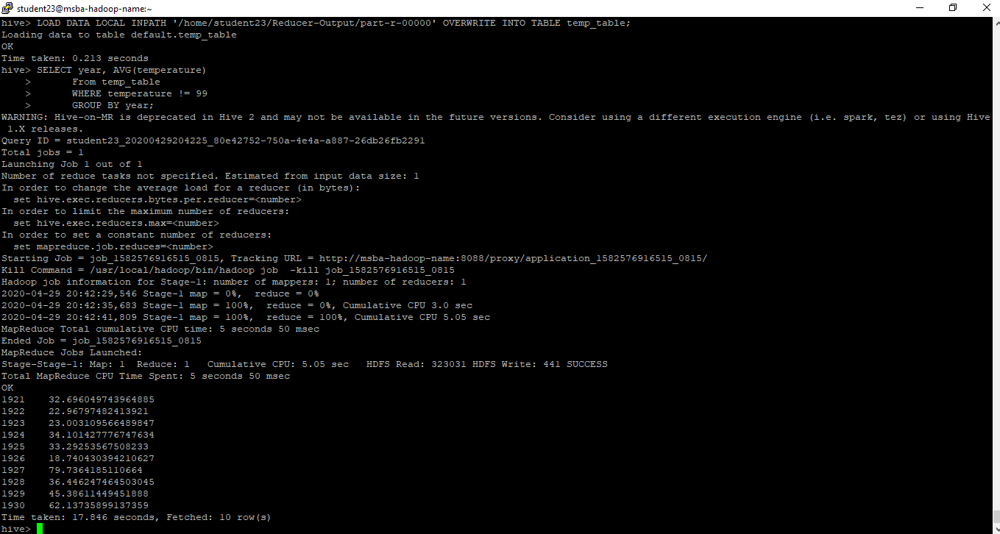 student23@msba-hadoop-name:~
hive> LOAD DATA LOCAL INPATH '/home/student23/Reducer-Output/part-r-00000' OVERWRITE INTO TABLE temp_table;
Loading data to table default.temp_table
OK
Time taken: 0.213 seconds
hive> SELECT year, AVG(temperature)
    >       From temp_table
    >       WHERE temperature != 99
    >       GROUP BY year;
WARNING: Hive-on-MR is deprecated in Hive 2 and may not be available in the future versions. Consider using a different execution engine (i.e. spark, tez) or using Hive
 1.X releases.
Query ID = student23_20200429204225_80e42752-750a-4e4a-a887-26db26fb2291
Total jobs = 1
Launching Job 1 out of 1
Number of reduce tasks not specified. Estimated from input data size: 1
In order to change the average load for a reducer (in bytes):
  set hive.exec.reducers.bytes.per.reducer=<number>
In order to limit the maximum number of reducers:
  set hive.exec.reducers.max=<number>
In order to set a constant number of reducers:
  set mapreduce.job.reduces=<number>
Starting Job = job_1582576916515_0815, Tracking URL = http://msba-hadoop-name:8088/proxy/application_1582576916515_0815/
Kill Command = /usr/local/hadoop/bin/hadoop job  -kill job_1582576916515_0815
Hadoop job information for Stage-1: number of mappers: 1; number of reducers: 1
2020-04-29 20:42:29,546 Stage-1 map = 0%,  reduce = 0%
2020-04-29 20:42:35,683 Stage-1 map = 100%,  reduce = 0%, Cumulative CPU 3.0 sec
2020-04-29 20:42:41,809 Stage-1 map = 100%,  reduce = 100%, Cumulative CPU 5.05 sec
MapReduce Total cumulative CPU time: 5 seconds 50 msec
Ended Job = job_1582576916515_0815
MapReduce Jobs Launched:
Stage-Stage-1: Map: 1  Reduce: 1   Cumulative CPU: 5.05 sec   HDFS Read: 323031 HDFS Write: 441 SUCCESS
Total MapReduce CPU Time Spent: 5 seconds 50 msec
OK
1921    32.696049743964885
1922    22.96797482413921
1923    23.003109566489847
1924    34.101427776747634
1925    33.29253567508233
1926    18.740430394210627
1927    79.7364185110664
1928    36.446247464503045
1929    45.38611449451888
1930    62.13735899137359
Time taken: 17.846 seconds, Fetched: 10 row(s)
hive>